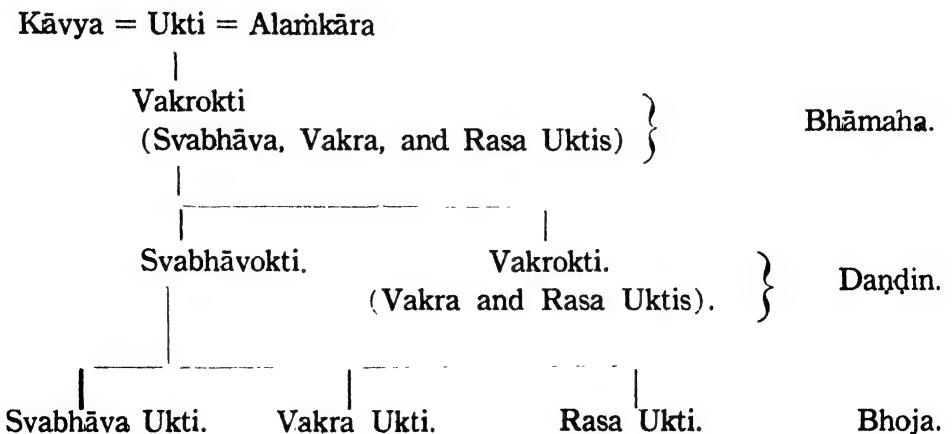 Kāvya = Ukti = Alaṁkāra
Vakrokti
(Svabhāva, Vakra, and Rasa Uktis) } Bhāmaha.
Svabhāvokti. Vakrokti.
(Vakra and Rasa Uktis). } Daṇḍin.
Svabhāva Ukti. Vakra Ukti. Rasa Ukti. Bhoja.